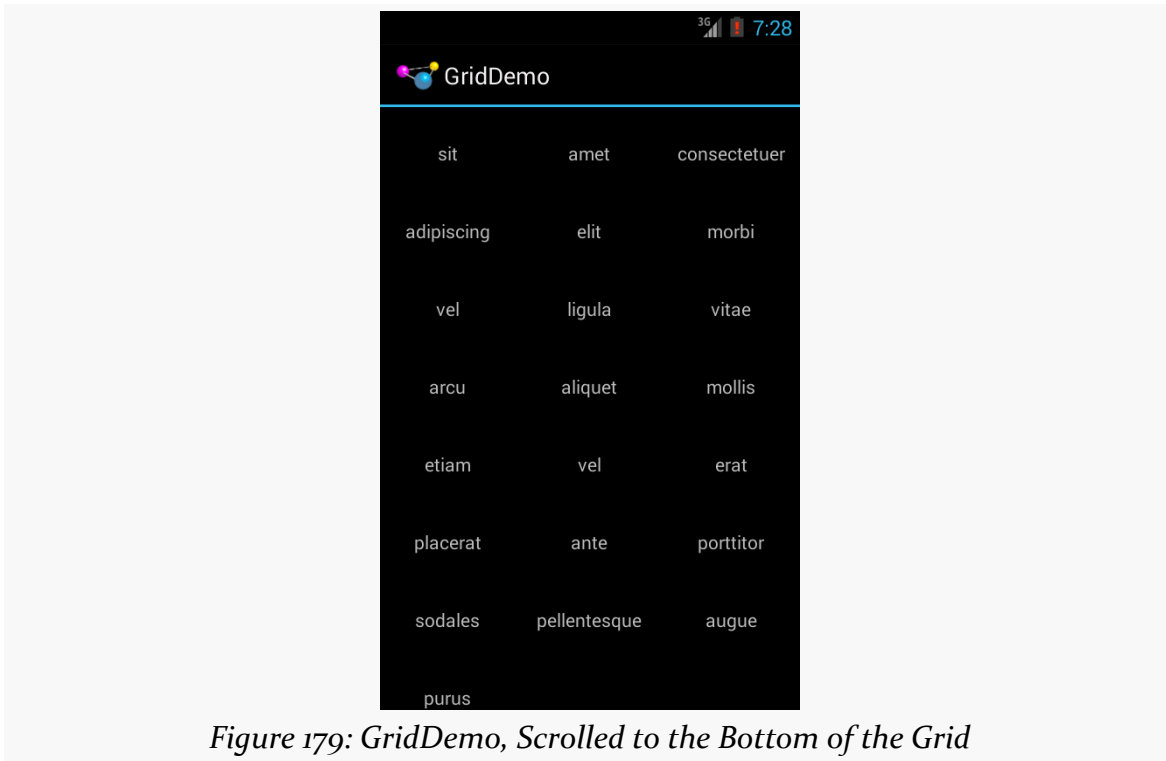 3G 7:28
GridDemo
sit amet consectetuer
adipiscing elit morbi
vel ligula vitae
arcu aliquet mollis
etiam vel erat
placerat ante porttitor
sodales pellentesque augue
purus
Figure 179: GridDemo, Scrolled to the Bottom of the Grid